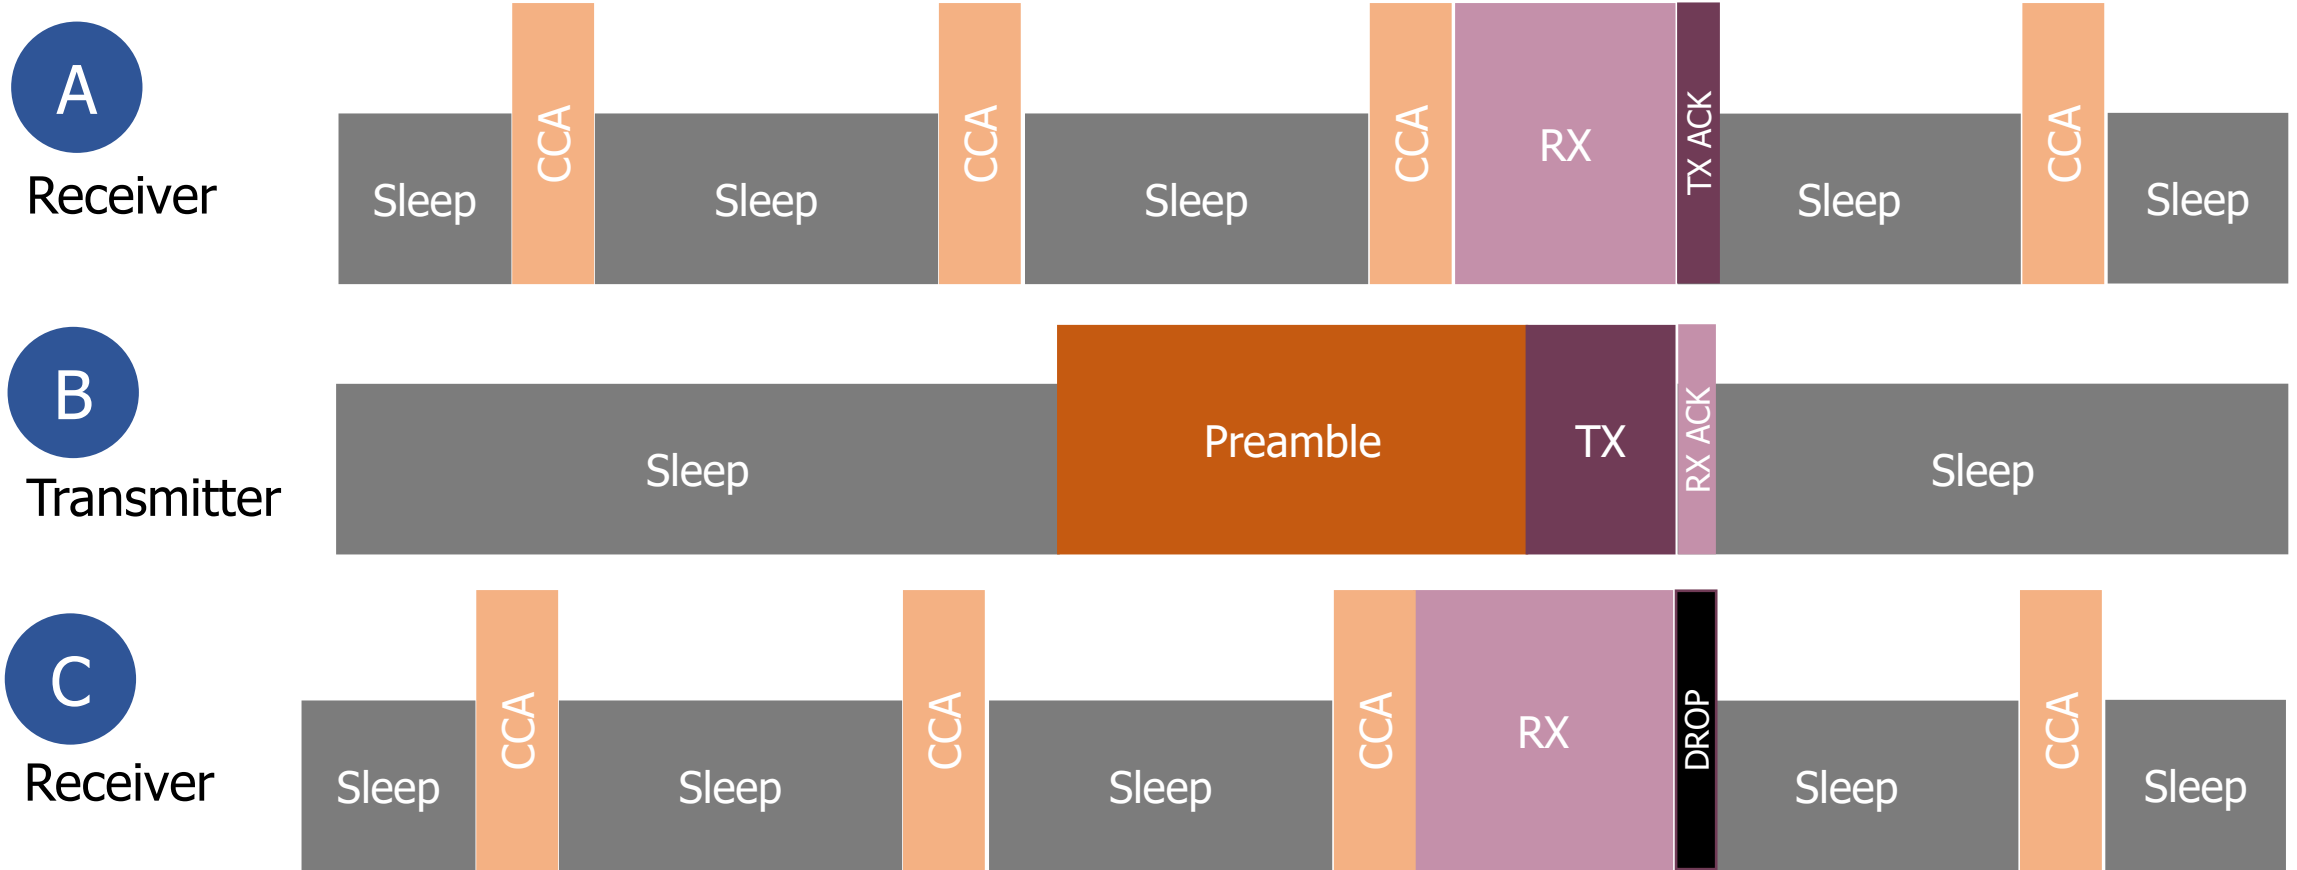 A
Receiver
Sleep
CCA
Sleep
CCA
Sleep
CCA
RX
TX ACK
Sleep
CCA
Sleep
B
Transmitter
Sleep
Preamble
TX
RX ACK
Sleep
C
Receiver
Sleep
CCA
Sleep
CCA
Sleep
CCA
RX
DROP
Sleep
CCA
Sleep